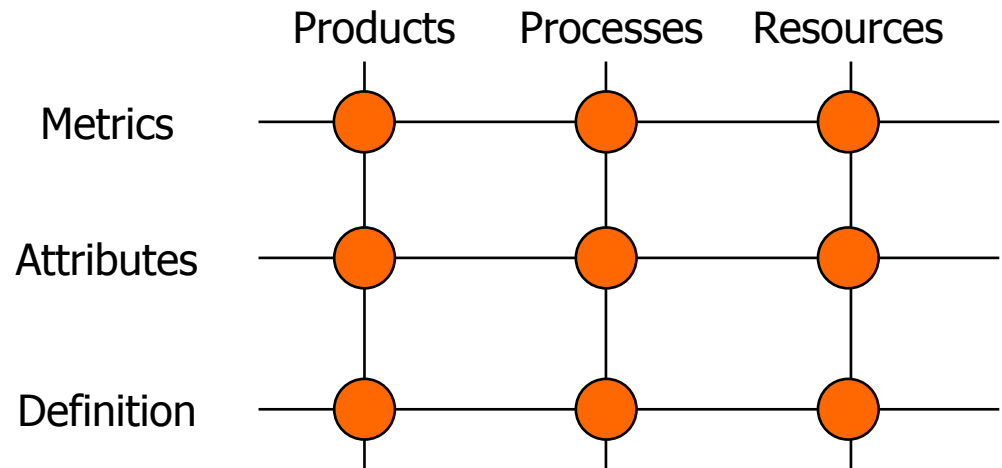 Products Processes Resources
Metrics
Attributes
Definition